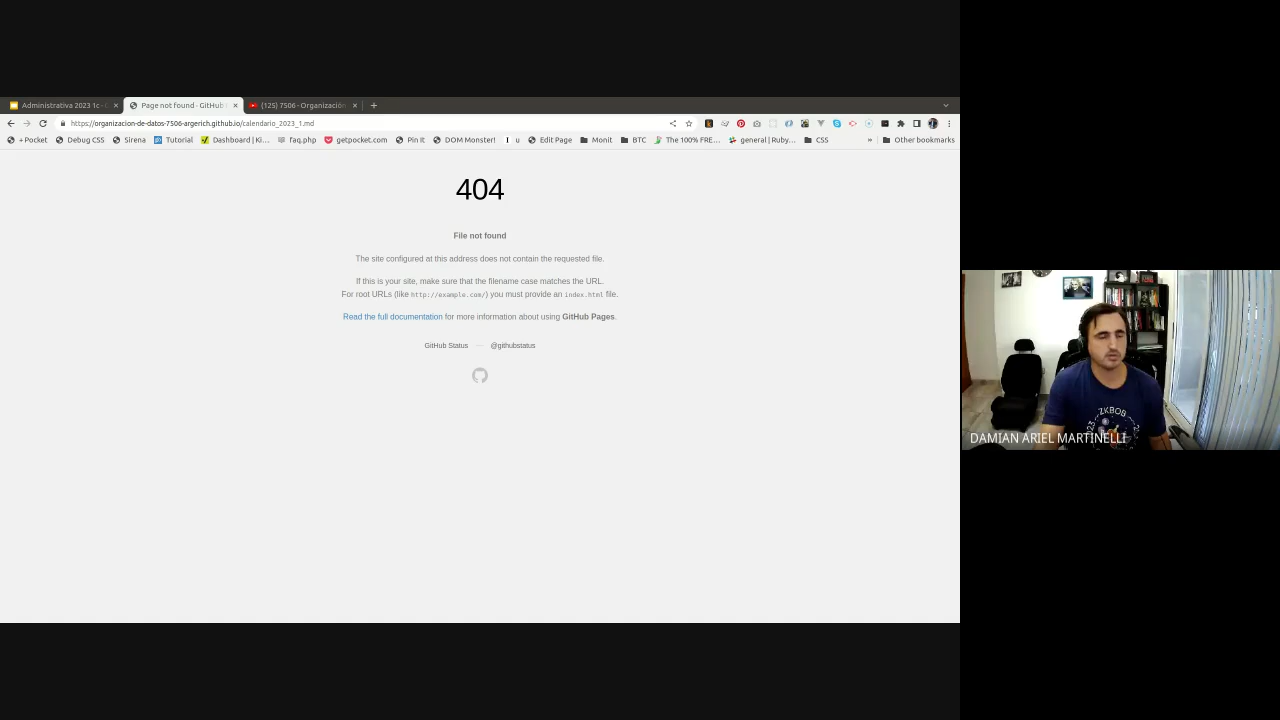 Administrativa 2023 1c -
Page not found · GitHub
(125) 7506 - Organización
https://organizacion-de-datos-7506-argerich.github.io/calendario_2023_1.md
+ Pocket
Debug CSS
Sirena
Tutorial
Dashboard | Ki...
faq.php
getpocket.com
Pin It
DOM Monster!
u
Edit Page
Monit
BTC
The 100% FRE...
general | Ruby...
CSS
»
Other bookmarks
404
File not found
The site configured at this address does not contain the requested file.
If this is your site, make sure that the filename case matches the URL.
For root URLs (like http://example.com/) you must provide an index.html file.
Read the full documentation for more information about using GitHub Pages.
GitHub Status — @githubstatus
ZKBOB
DAMIAN ARIEL MARTINELLI